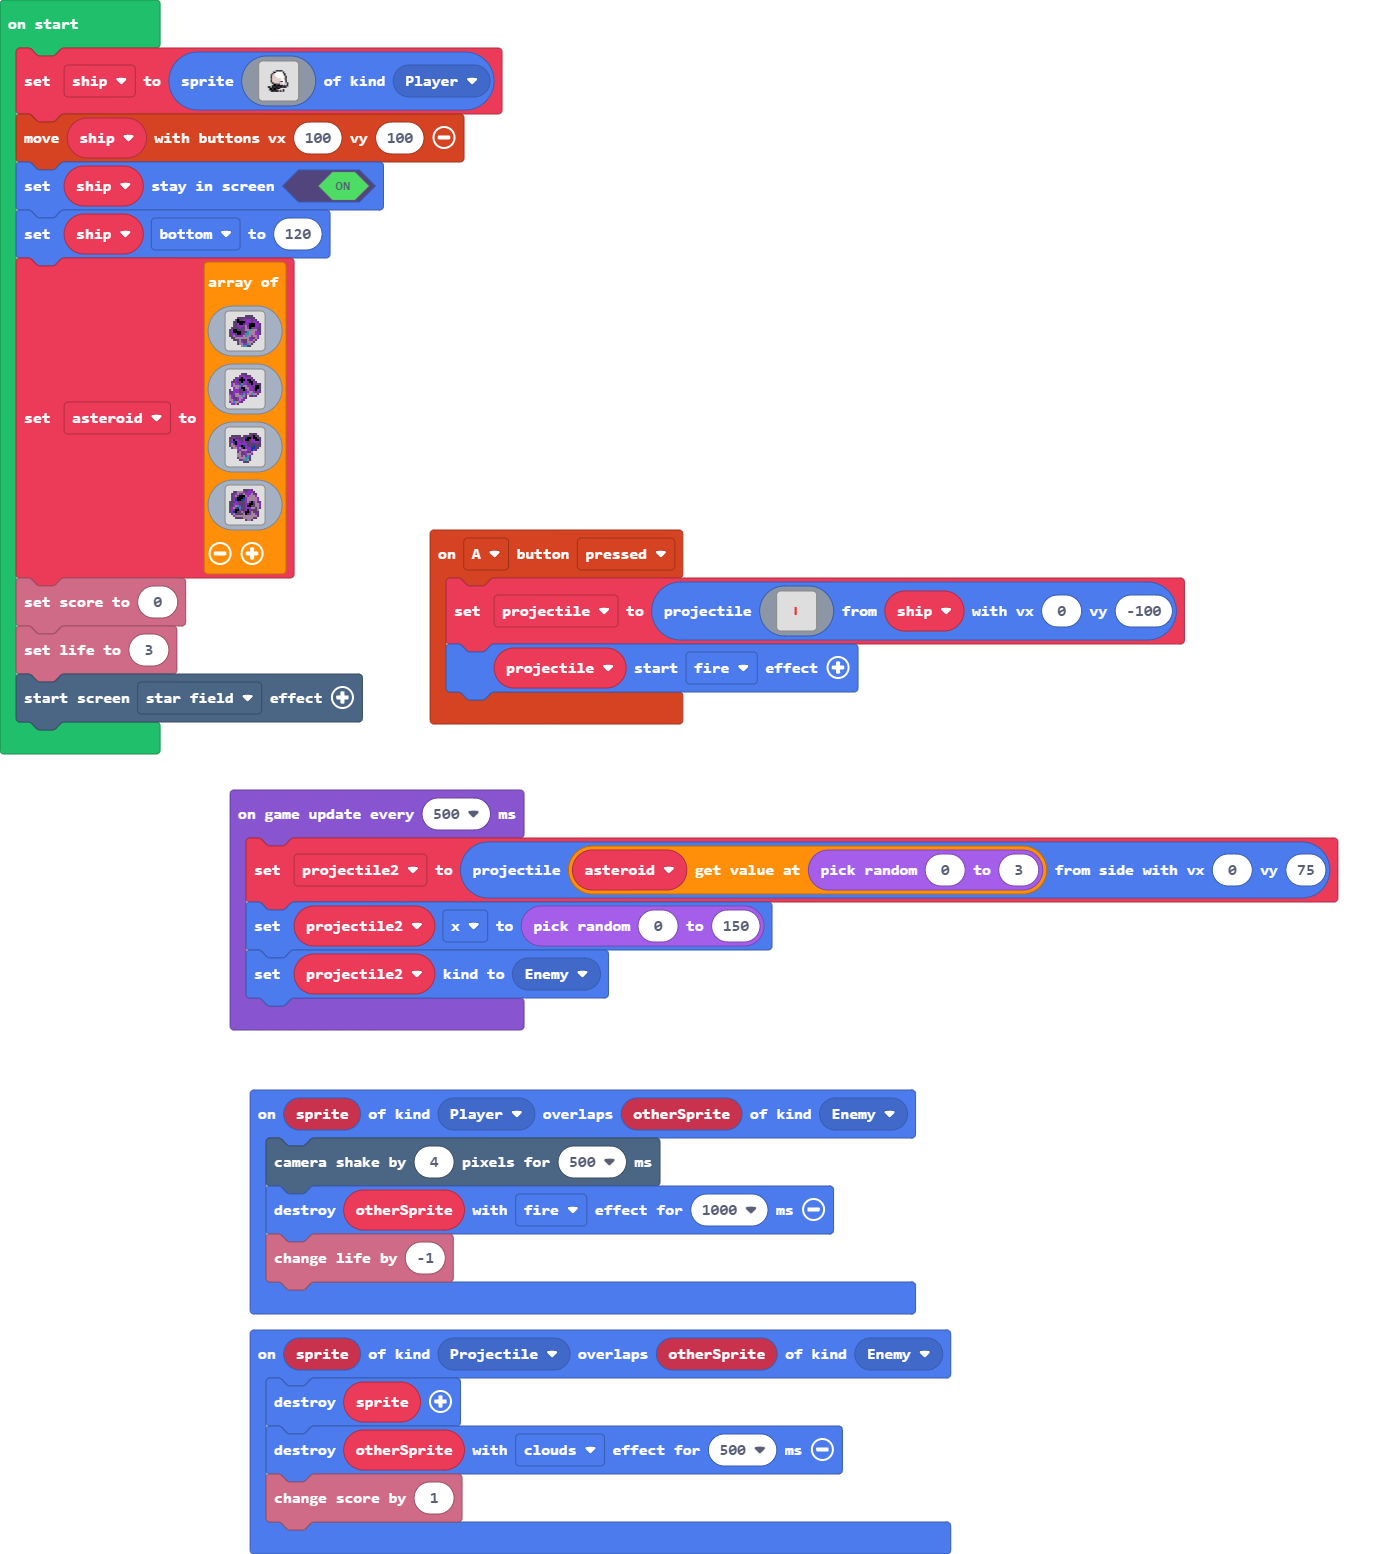 on start
set ship to sprite of kind Player
move ship with buttons vx 100 vy 100
set ship stay in screen ON
set ship bottom to 120
array of
set asteroid to
set score to 0
set life to 3
start screen star field effect
on A button pressed
set projectile to projectile from ship with vx 0 vy -100
projectile start fire effect
on game update every 500 ms
set projectile2 to projectile asteroid get value at pick random 0 to 3 from side with vx 0 vy 75
set projectile2 x to pick random 0 to 150
set projectile2 kind to Enemy
on sprite of kind Player overlaps otherSprite of kind Enemy
camera shake by 4 pixels for 500 ms
destroy otherSprite with fire effect for 1000 ms
change life by -1
on sprite of kind Projectile overlaps otherSprite of kind Enemy
destroy sprite
destroy otherSprite with clouds effect for 500 ms
change score by 1